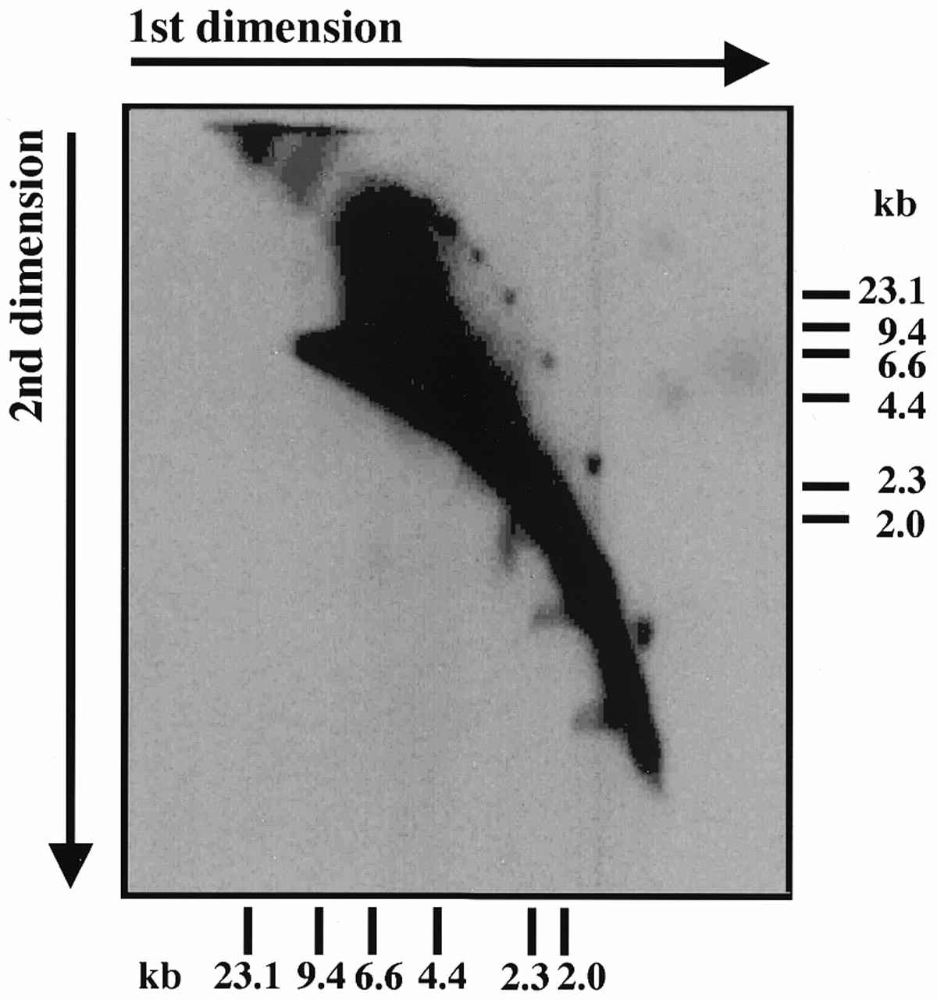 1st dimension
2nd dimension
kb
23.1
9.4
6.6
4.4
2.3
2.0
kb 23.1 9.4 6.6 4.4 2.3 2.0